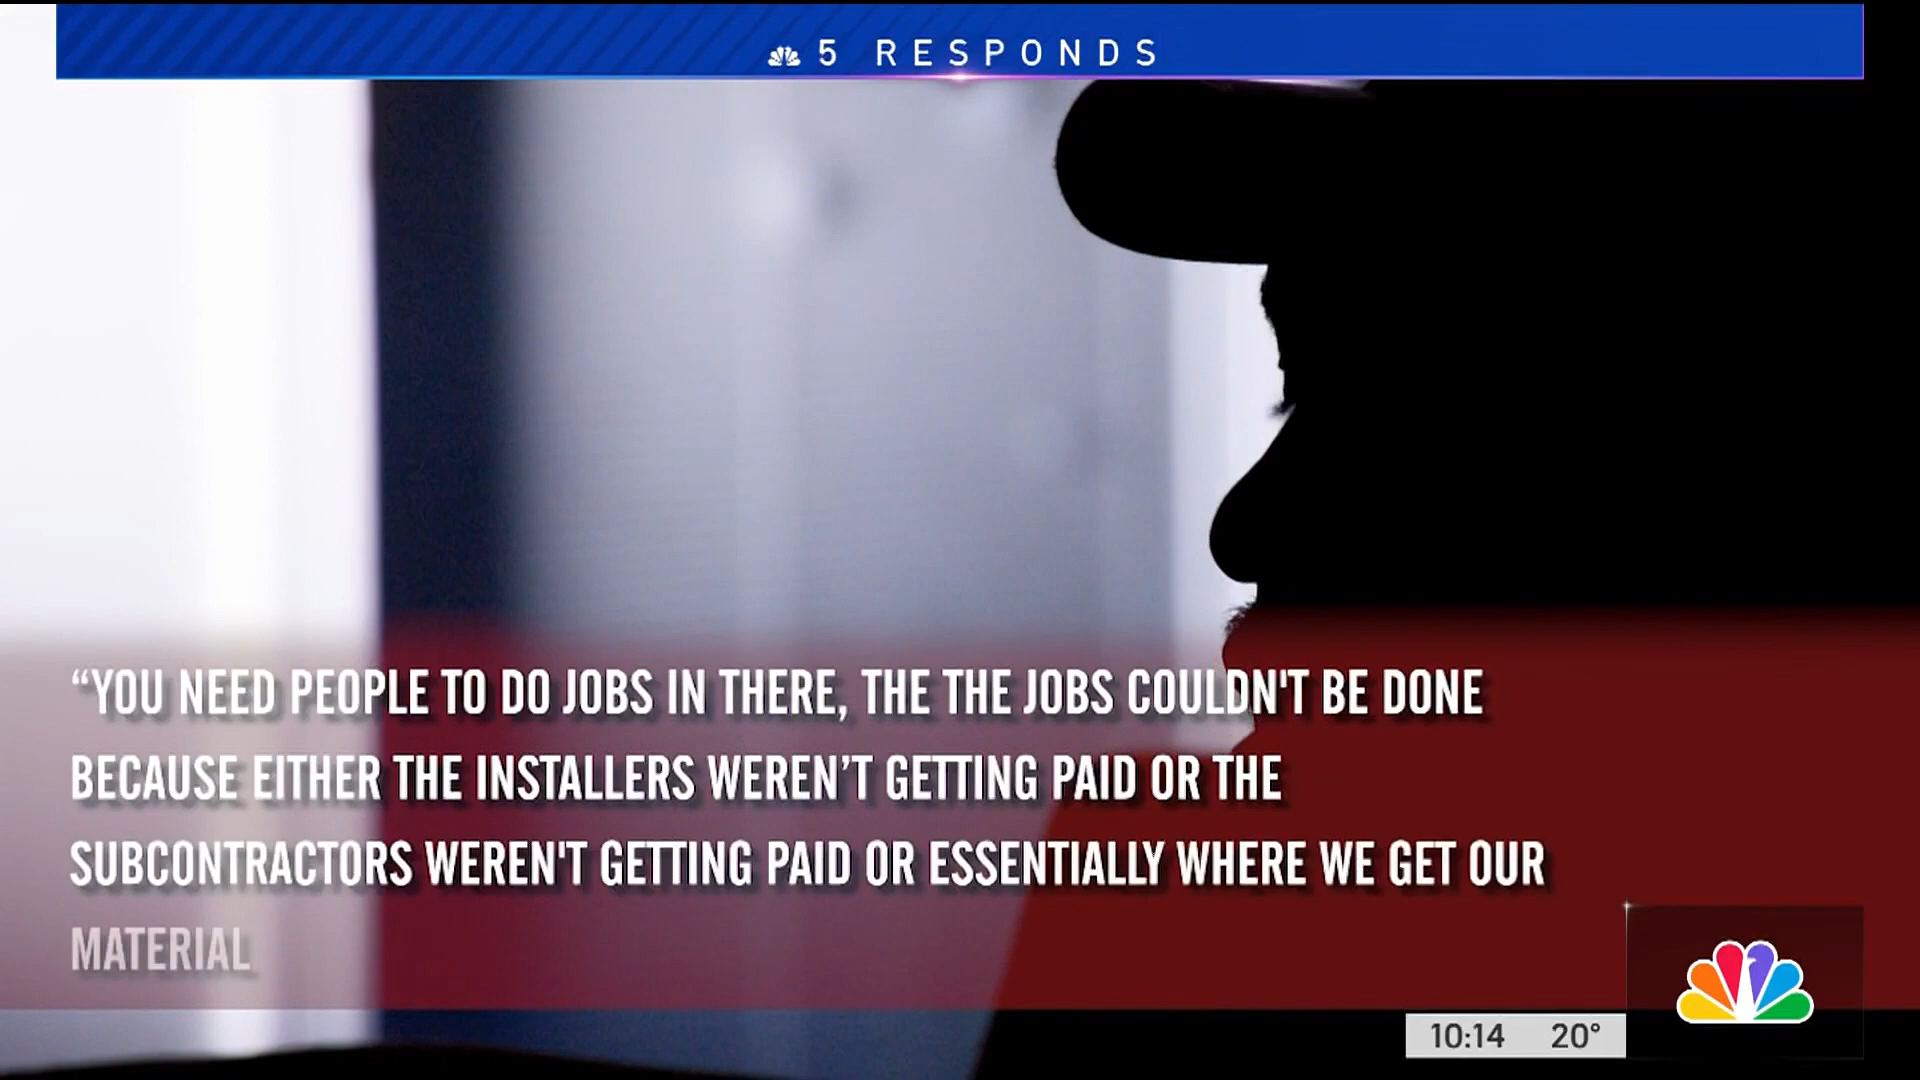 5 RESPONDS
“YOU NEED PEOPLE TO DO JOBS IN THERE, THE THE JOBS COULDN'T BE DONE
BECAUSE EITHER THE INSTALLERS WEREN’T GETTING PAID OR THE
SUBCONTRACTORS WEREN'T GETTING PAID OR ESSENTIALLY WHERE WE GET OUR
MATERIAL
10:14 20°